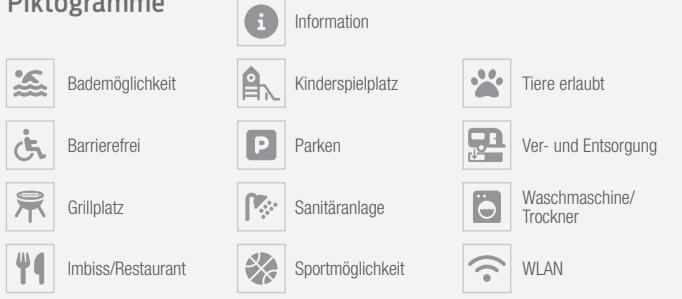 Piktogramme
Information
Bademöglichkeit
Kinderspielplatz
Tiere erlaubt
Barrierefrei
P
Parken
Ver- und Entsorgung
Grillplatz
Sanitäranlage
Waschmaschine/
Trockner
Imbiss/Restaurant
Sportmöglichkeit
WLAN